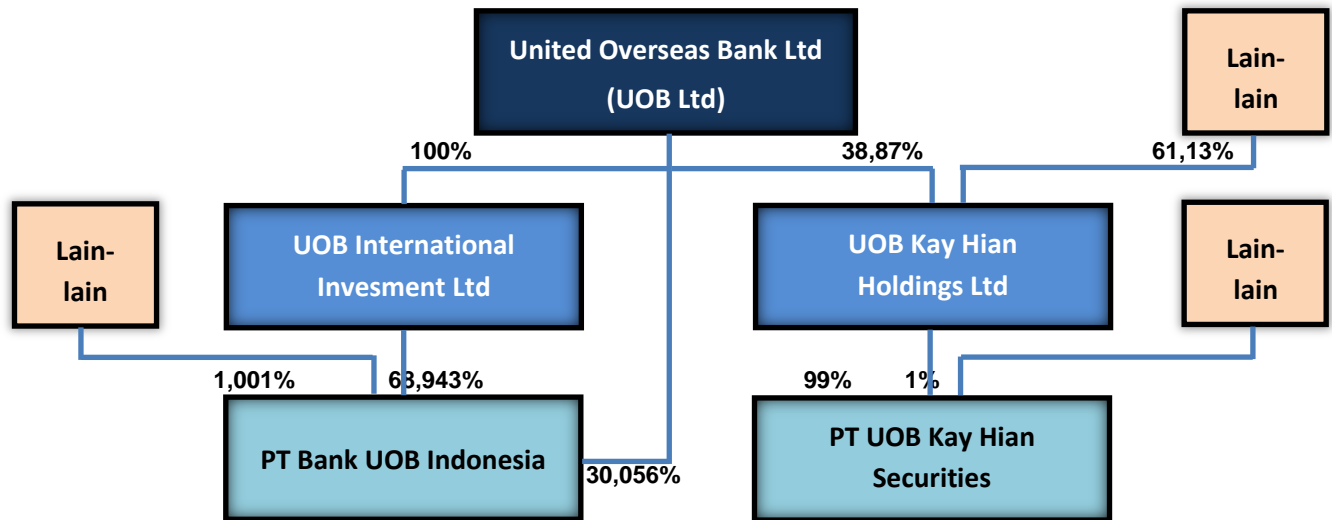 United Overseas Bank Ltd
(UOB Ltd)
Lain-
lain
100%
38,87%
61,13%
Lain-
lain
UOB International
Invesment Ltd
UOB Kay Hian
Holdings Ltd
Lain-
lain
1,001%
68,943%
99%
1%
PT Bank UOB Indonesia
30,056%
PT UOB Kay Hian
Securities